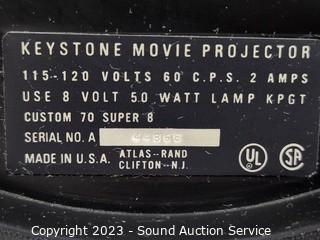 KEYSTONE MOVIE PROJECTOR
115-120 VOLTS 60 C.P.S. 2 AMPS
USE 8 VOLT 50 WATT LAMP KPGT
CUSTOM 70 SUPER 8
SERIAL NO. A
MADE IN U.S.A. ATLAS-RAND
CLIFTON-N.J.
UL SA
Copyright 2023 - Sound Auction Service